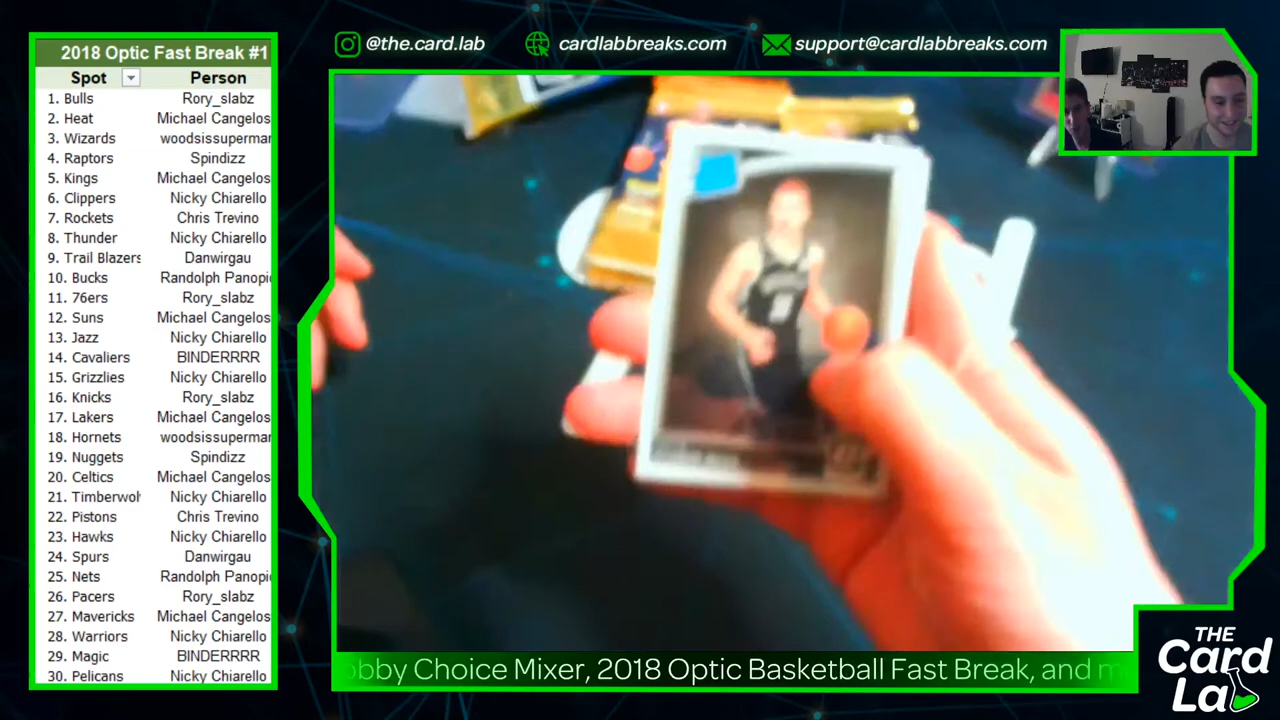 2018 Optic Fast Break #1
Spot Person
1. Bulls Rory_slabz
2. Heat Michael Cangelos
3. Wizards woodsissuperman
4. Raptors Spindizz
5. Kings Michael Cangelos
6. Clippers Nicky Chiarello
7. Rockets Chris Trevino
8. Thunder Nicky Chiarello
9. Trail Blazers Danwirgau
10. Bucks Randolph Panopi
11. 76ers Rory_slabz
12. Suns Michael Cangelos
13. Jazz Nicky Chiarello
14. Cavaliers BINDERRRR
15. Grizzlies Nicky Chiarello
16. Knicks Rory_slabz
17. Lakers Michael Cangelos
18. Hornets woodsissuperman
19. Nuggets Spindizz
20. Celtics Michael Cangelos
21. Timberwol Nicky Chiarello
22. Pistons Chris Trevino
23. Hawks Nicky Chiarello
24. Spurs Danwirgau
25. Nets Randolph Panopi
26. Pacers Rory_slabz
27. Mavericks Michael Cangelos
28. Warriors Nicky Chiarello
29. Magic BINDERRRR
30. Pelicans Nicky Chiarello
@the.card.lab cardlabbreaks.com support@cardlabbreaks.com
obby Choice Mixer, 2018 Optic Basketball Fast Break, and m
THE
Card
Lab